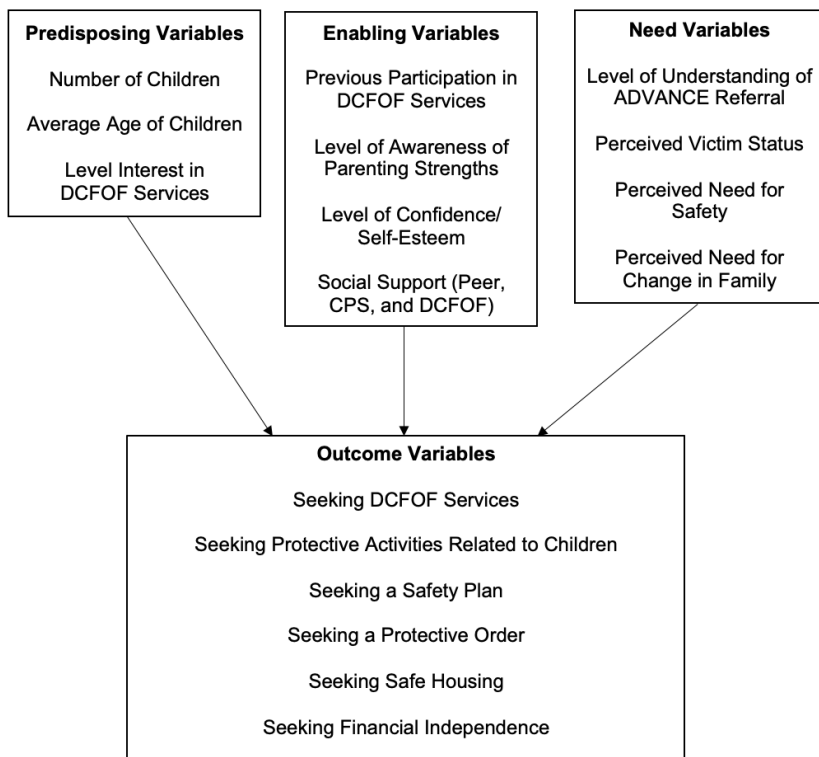 Predisposing Variables
Number of Children
Average Age of Children
Level Interest in
DCFOF Services
Enabling Variables
Previous Participation in
DCFOF Services
Level of Awareness of
Parenting Strengths
Level of Confidence/
Self-Esteem
Social Support (Peer,
CPS, and DCFOF)
Need Variables
Level of Understanding of
ADVANCE Referral
Perceived Victim Status
Perceived Need for
Safety
Perceived Need for
Change in Family
Outcome Variables
Seeking DCFOF Services
Seeking Protective Activities Related to Children
Seeking a Safety Plan
Seeking a Protective Order
Seeking Safe Housing
Seeking Financial Independence